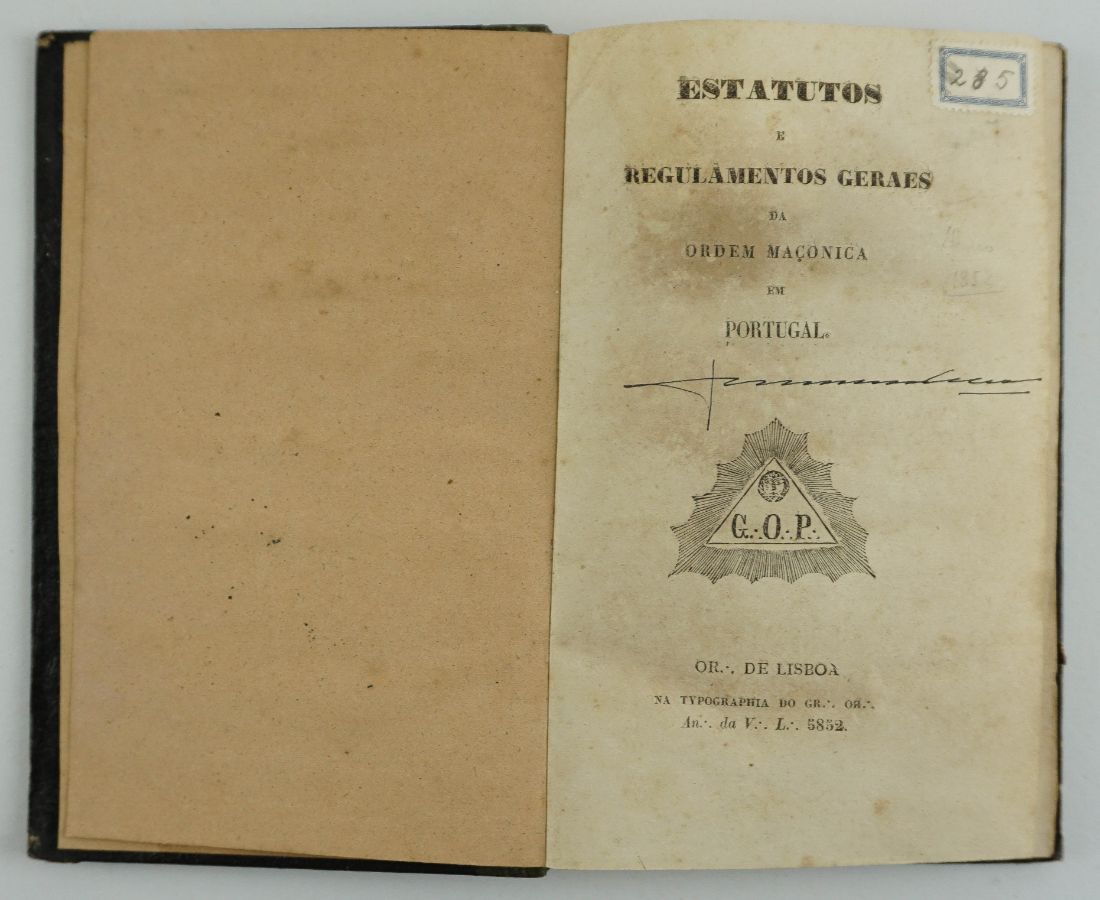 285
ESTATUTOS
E
REGULAMENTOS GERAES
DA
ORDEM MAÇONICA
EM
PORTUGAL.
G.·.O.·.P.·.
OR.·. DE LISBOA
NA TYPOGRAPHIA DO GR.·. OR.·.
An.·. da V.·. L.·. 5852.